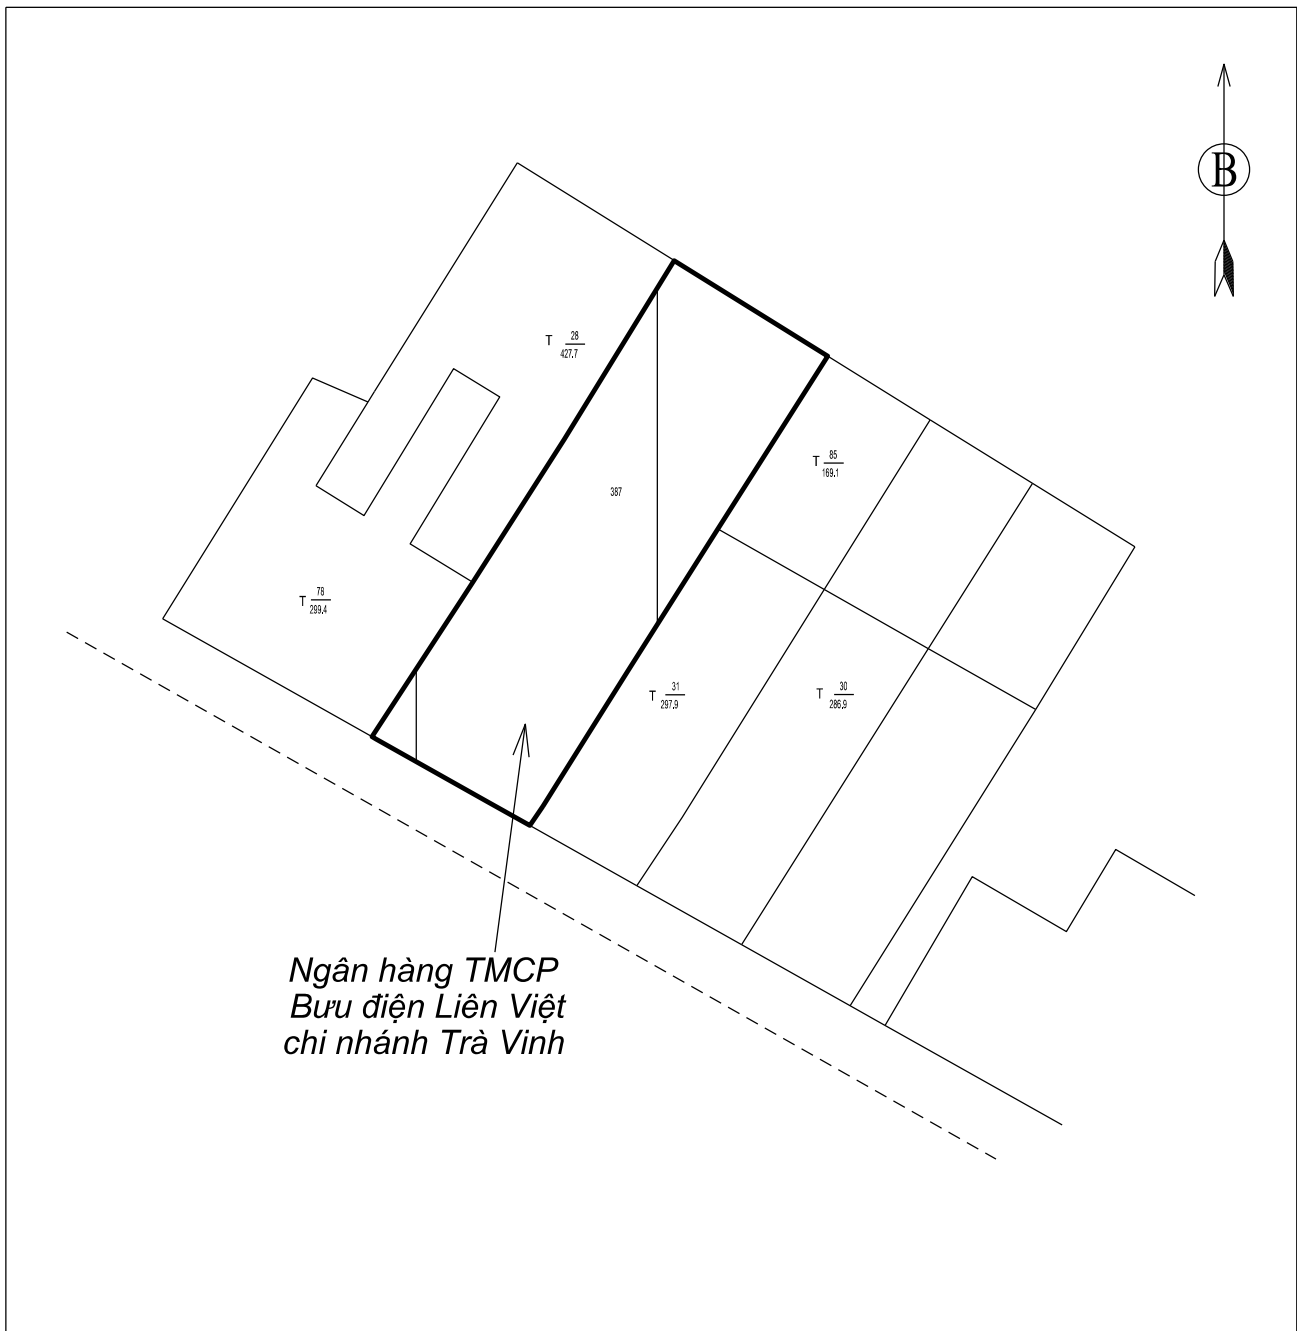 B
T 28
427.7
T 85
169.1
387
T 78
299.4
T 31
297.9
T 30
286.9
Ngân hàng TMCP
Bưu điện Liên Việt
chi nhánh Trà Vinh